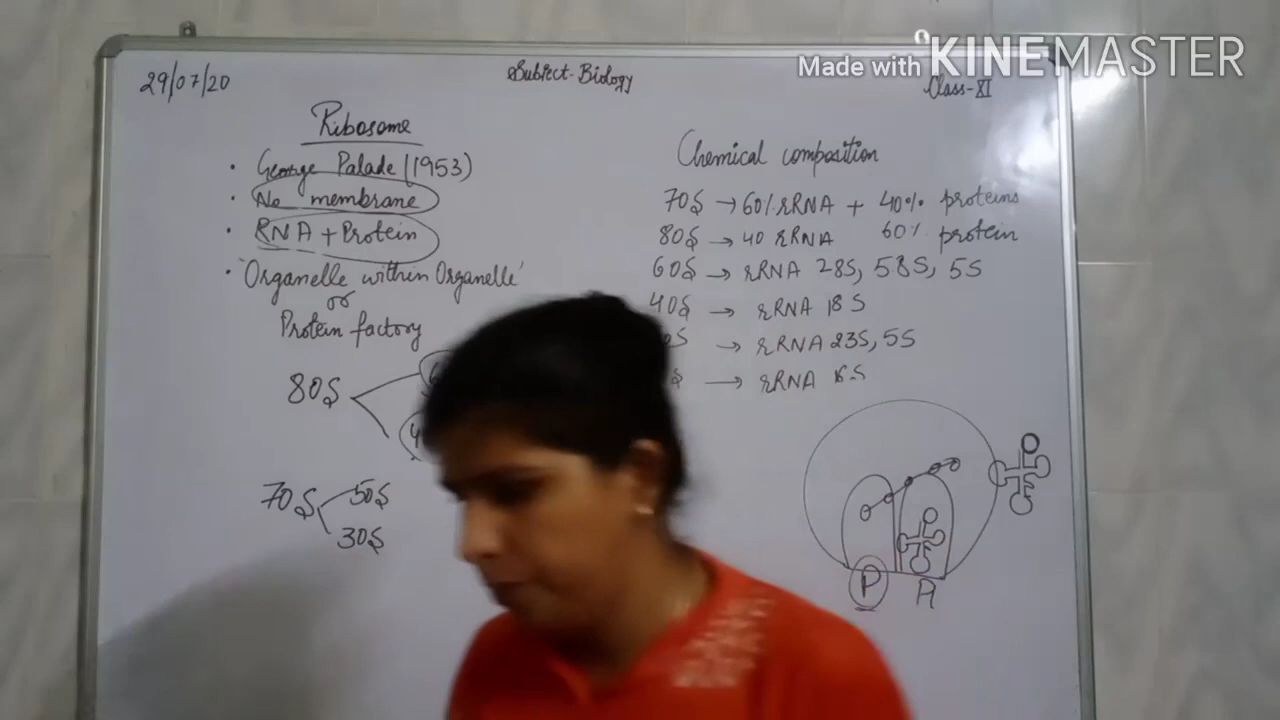 Made with KINEMASTER
29/07/20
Subject-Biology
Class-XI
Ribosome
• George Palade (1953)
• No membrane
• RNA + Protein
• 'Organelle within Organelle'
or
Protein factory
80S
70S
50S
30S
Chemical composition
70S → 60% rRNA + 40% proteins
80S → 40 rRNA 60% protein
60S → rRNA 28S, 58S, 5S
40S → rRNA 18S
→ rRNA 23S, 5S
→ rRNA 16S
P A